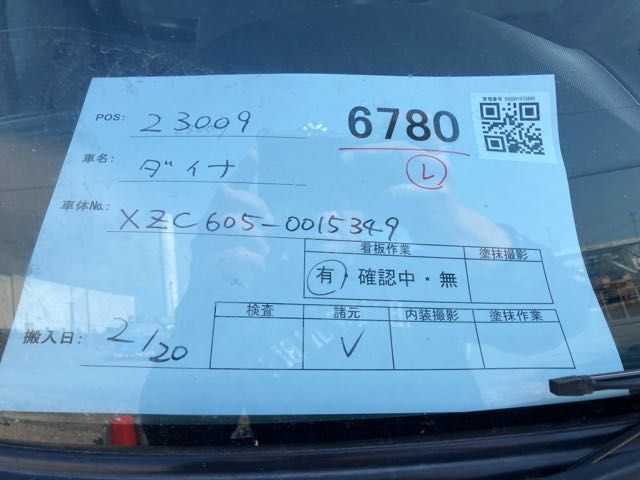 POS: 23009
6780
車名: ダイナ
L
車体No. XZC605-0015349
看板作業 塗抹撮影
有・確認中・無
検査 諸元 内装撮影 塗抹作業
搬入日: 2/20 V